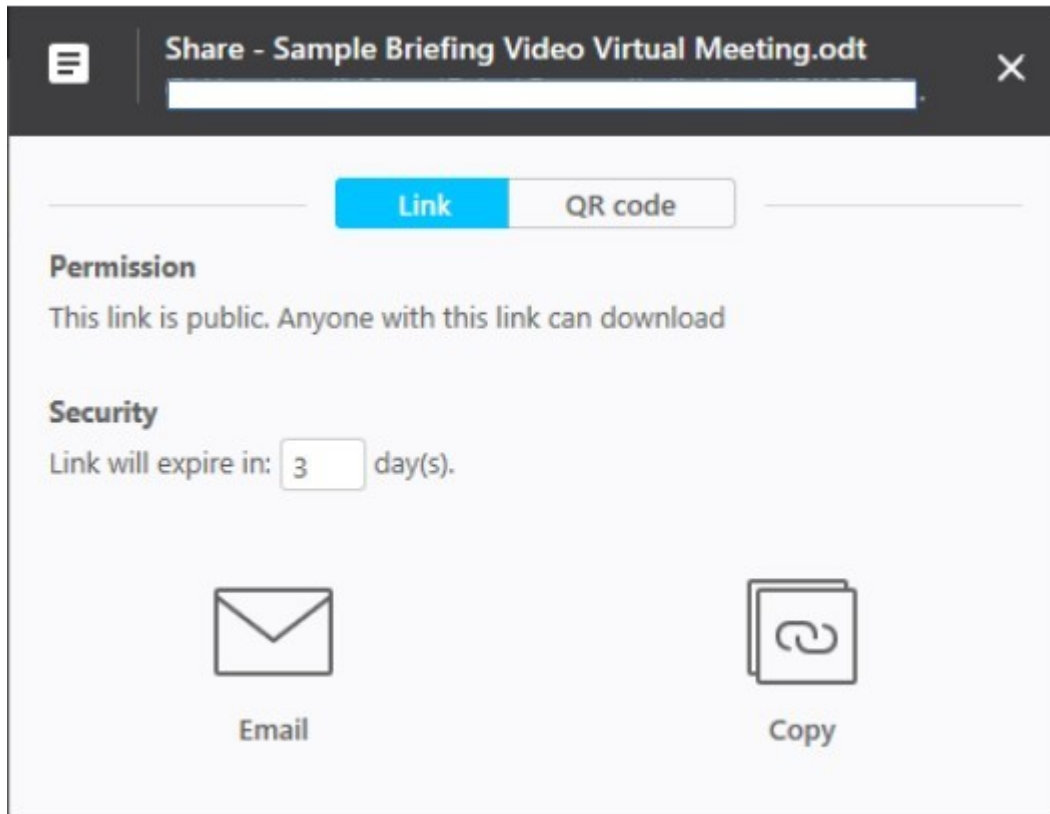 Share - Sample Briefing Video Virtual Meeting.odt
Link QR code
Permission
This link is public. Anyone with this link can download
Security
Link will expire in: 3 day(s).
Email Copy